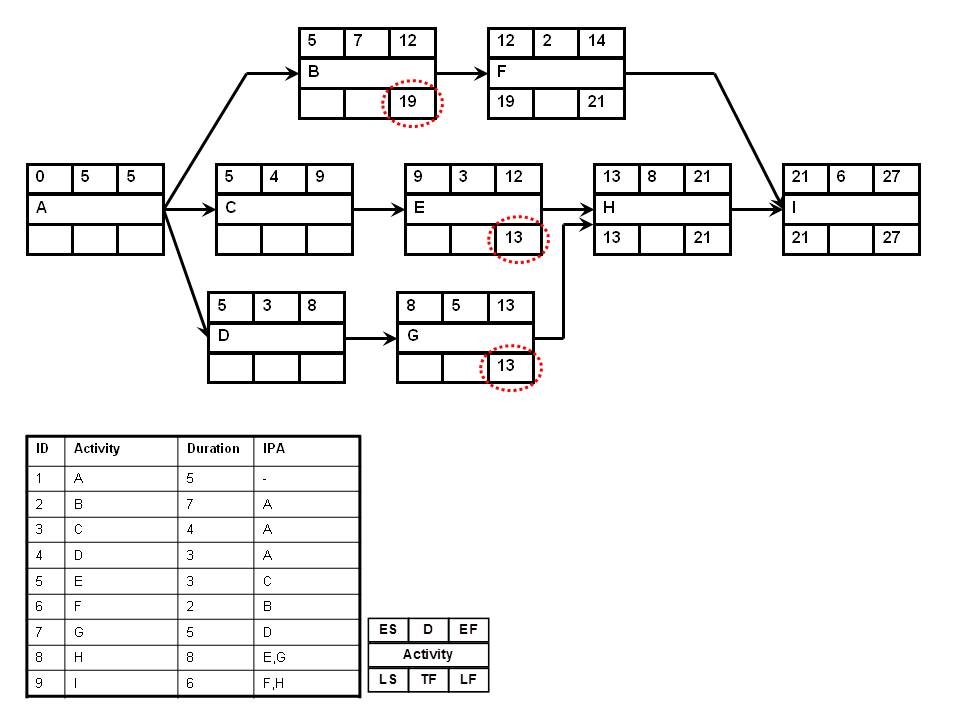 5 7 12
B
19
12 2 14
F
19 21
0 5 5
A
5 4 9
C
9 3 12
E
13
13 8 21
H
13 21
21 6 27
I
21 27
5 3 8
D
8 5 13
G
13
ID Activity Duration IPA
1 A 5 -
2 B 7 A
3 C 4 A
4 D 3 A
5 E 3 C
6 F 2 B
7 G 5 D
8 H 8 E,G
9 I 6 F,H
ES D EF
Activity
LS TF LF